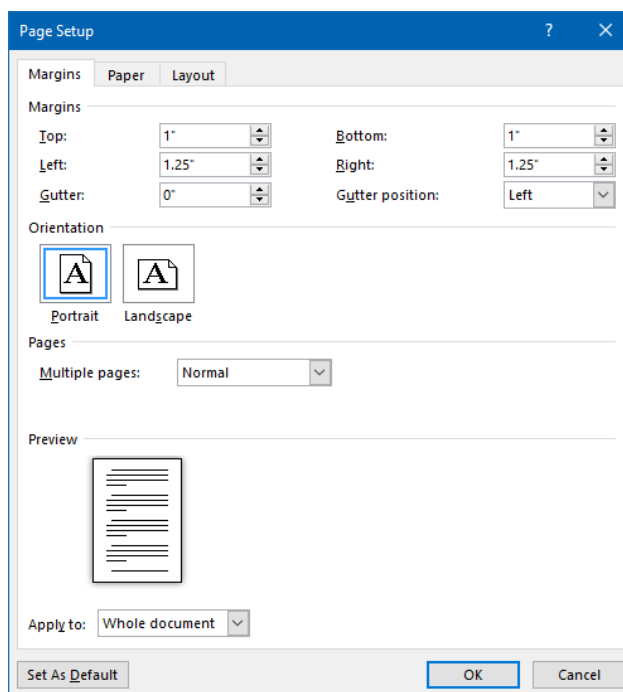 Page Setup ? ×
Margins Paper Layout
Margins
Top: 1" Bottom: 1"
Left: 1.25" Right: 1.25"
Gutter: 0" Gutter position: Left
Orientation
A A
Portrait Landscape
Pages
Multiple pages: Normal
Preview
Apply to: Whole document
Set As Default OK Cancel